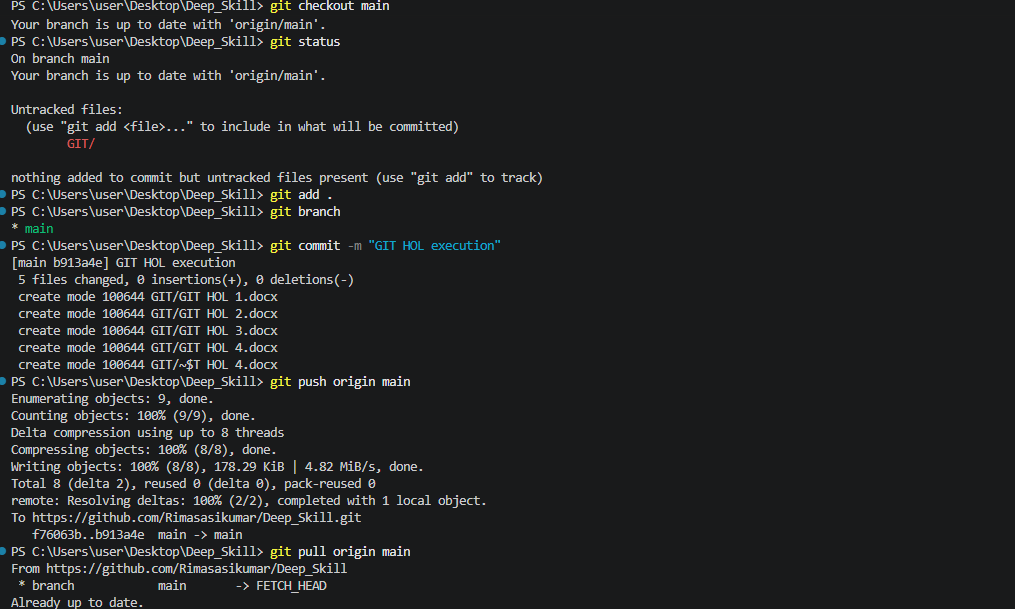 PS C:\Users\user\Desktop\Deep_Skill> git checkout main
Your branch is up to date with 'origin/main'.
PS C:\Users\user\Desktop\Deep_Skill> git status
On branch main
Your branch is up to date with 'origin/main'.
Untracked files:
  (use "git add <file>..." to include in what will be committed)
        GIT/
nothing added to commit but untracked files present (use "git add" to track)
PS C:\Users\user\Desktop\Deep_Skill> git add .
PS C:\Users\user\Desktop\Deep_Skill> git branch
* main
PS C:\Users\user\Desktop\Deep_Skill> git commit -m "GIT HOL execution"
[main b913a4e] GIT HOL execution
 5 files changed, 0 insertions(+), 0 deletions(-)
 create mode 100644 GIT/GIT HOL 1.docx
 create mode 100644 GIT/GIT HOL 2.docx
 create mode 100644 GIT/GIT HOL 3.docx
 create mode 100644 GIT/GIT HOL 4.docx
 create mode 100644 GIT/~$T HOL 4.docx
PS C:\Users\user\Desktop\Deep_Skill> git push origin main
Enumerating objects: 9, done.
Counting objects: 100% (9/9), done.
Delta compression using up to 8 threads
Compressing objects: 100% (8/8), done.
Writing objects: 100% (8/8), 178.29 KiB | 4.82 MiB/s, done.
Total 8 (delta 2), reused 0 (delta 0), pack-reused 0
remote: Resolving deltas: 100% (2/2), completed with 1 local object.
To https://github.com/Rimasasikumar/Deep_Skill.git
   f76063b..b913a4e  main -> main
PS C:\Users\user\Desktop\Deep_Skill> git pull origin main
From https://github.com/Rimasasikumar/Deep_Skill
 * branch            main       -> FETCH_HEAD
Already up to date.